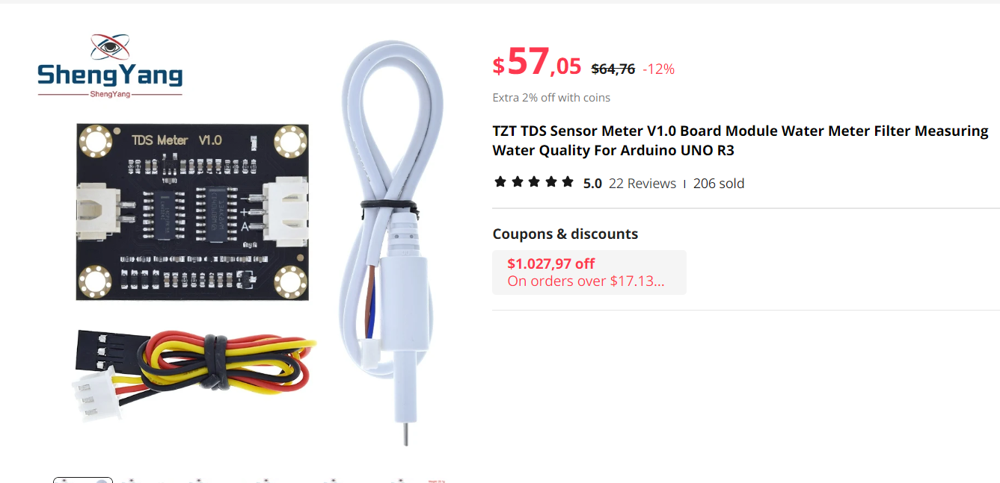 ShengYang
ShengYang
TDS Meter V1.0
+
A
$57,05 $64,76 -12%
Extra 2% off with coins
TZT TDS Sensor Meter V1.0 Board Module Water Meter Filter Measuring
Water Quality For Arduino UNO R3
5.0 22 Reviews | 206 sold
Coupons & discounts
$1.027,97 off
On orders over $17.13...